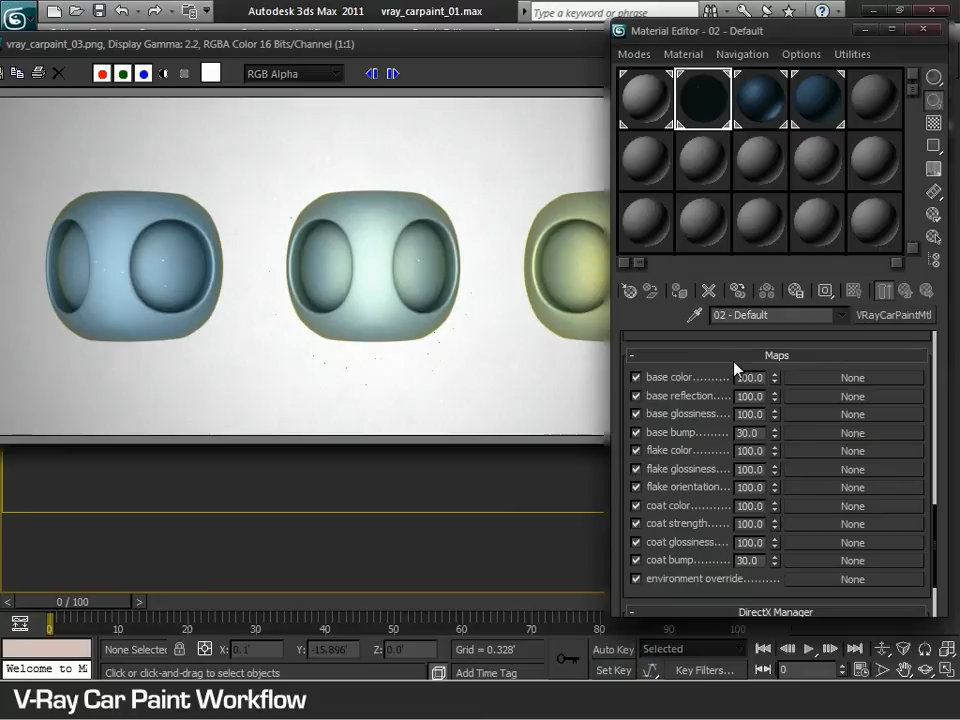 Autodesk 3ds Max 2011 vray_carpaint_01.max
Type a keyword or phrase
vray_carpaint_03.png, Display Gamma: 2.2, RGBA Color 16 Bits/Channel (1:1)
RGB Alpha
Material Editor - 02 - Default
Modes Material Navigation Options Utilities
02 - Default VRayCarPaintMtl
- Maps
base color.......... 100.0 None
base reflection..... 100.0 None
base glossiness.... 100.0 None
base bump......... 30.0 None
flake color.......... 100.0 None
flake glossiness.... 100.0 None
flake orientation... 100.0 None
coat color........... 100.0 None
coat strength...... 100.0 None
coat glossiness.... 100.0 None
coat bump.......... 30.0 None
environment override......... None
- DirectX Manager
< 0 / 100 >
0 10 20 30 40 50 60 70 80 90 100
None Selected X: 0.1' Y: -15.896' Z: 0.0' Grid = 0.328' Auto Key Selected
Welcome to M Click or click-and-drag to select objects Add Time Tag Set Key Key Filters... 0
V-Ray Car Paint Workflow